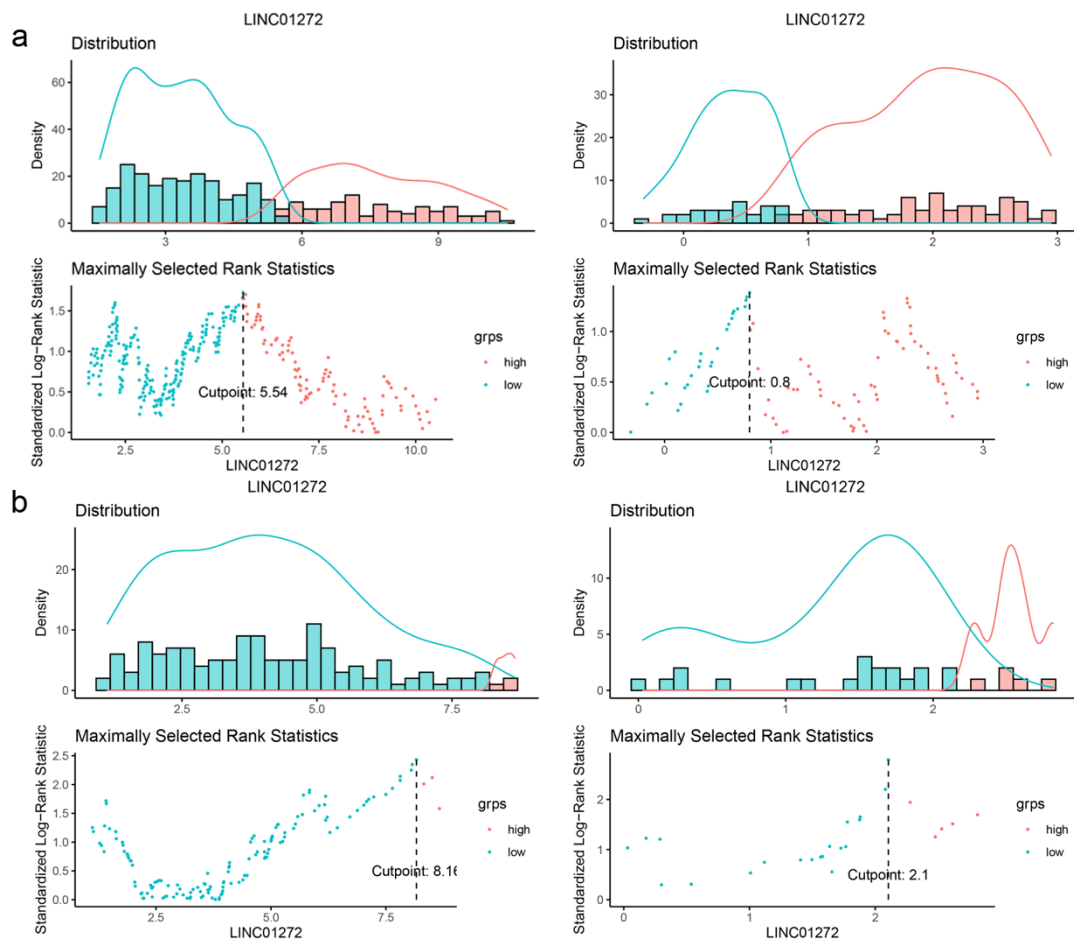 a
LINC01272
Distribution
Density
60
40
20
0
3
6
9
Maximally Selected Rank Statistics
Standardized Log-Rank Statistic
1.5
1.0
0.5
0.0
Cutpoint: 5.54
2.5
5.0
7.5
10.0
LINC01272
grps
high
low
LINC01272
Distribution
Density
30
20
10
0
0
1
2
3
Maximally Selected Rank Statistics
Standardized Log-Rank Statistic
1.0
0.5
0.0
Cutpoint: 0.8
0
1
2
3
LINC01272
grps
high
low
b
LINC01272
Distribution
Density
20
10
0
2.5
5.0
7.5
Maximally Selected Rank Statistics
Standardized Log-Rank Statistic
2.5
2.0
1.5
1.0
0.5
0.0
Cutpoint: 8.16
2.5
5.0
7.5
LINC01272
grps
high
low
LINC01272
Distribution
Density
10
5
0
0
1
2
Maximally Selected Rank Statistics
Standardized Log-Rank Statistic
2
1
0
Cutpoint: 2.1
0
1
2
LINC01272
grps
high
low